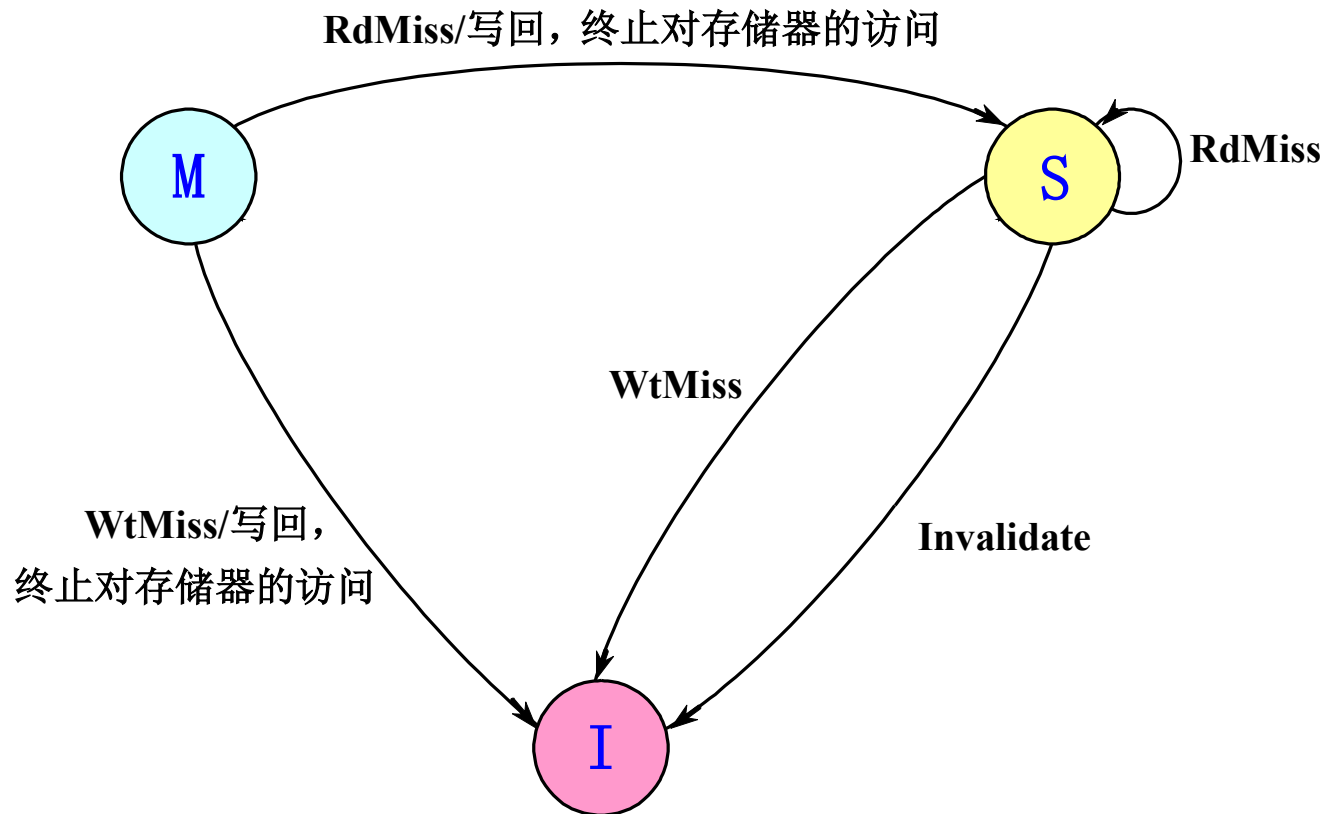 RdMiss/写回，终止对存储器的访问
M
S
RdMiss
WtMiss
WtMiss/写回，
终止对存储器的访问
Invalidate
I